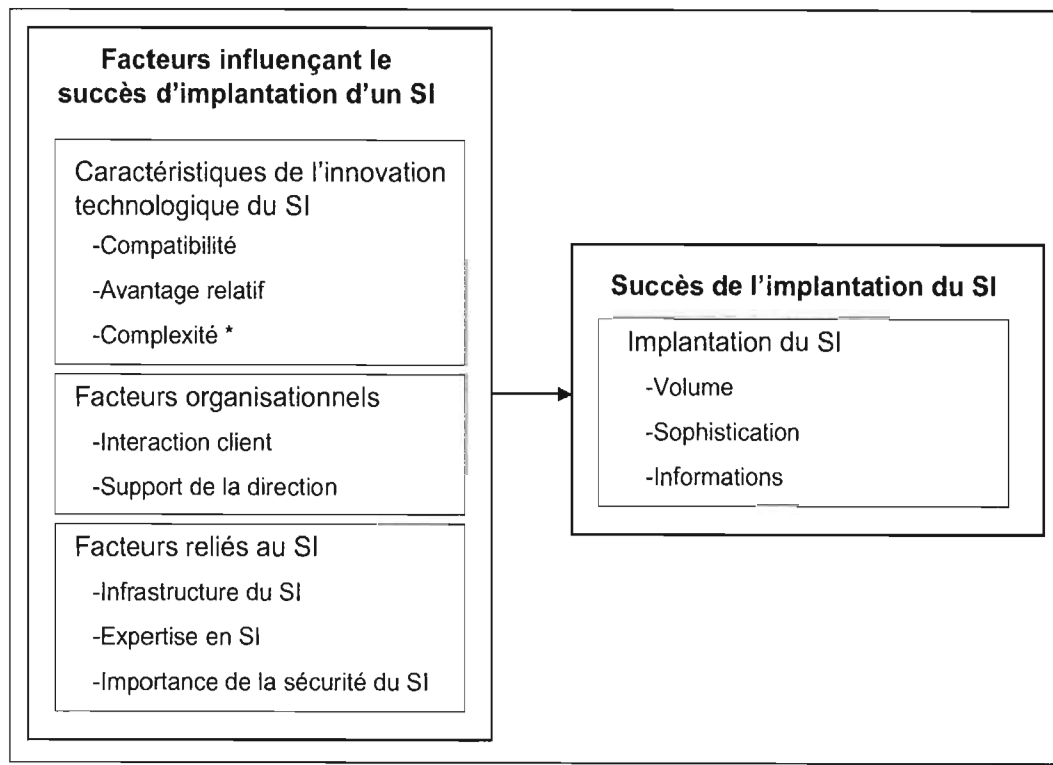 Facteurs influençant le
succès d'implantation d'un SI
Caractéristiques de l'innovation
technologique du SI
-Compatibilité
-Avantage relatif
-Complexité *
Facteurs organisationnels
-Interaction client
-Support de la direction
Facteurs reliés au SI
-Infrastructure du SI
-Expertise en SI
-Importance de la sécurité du SI
Succès de l'implantation du SI
Implantation du SI
-Volume
-Sophistication
-Informations